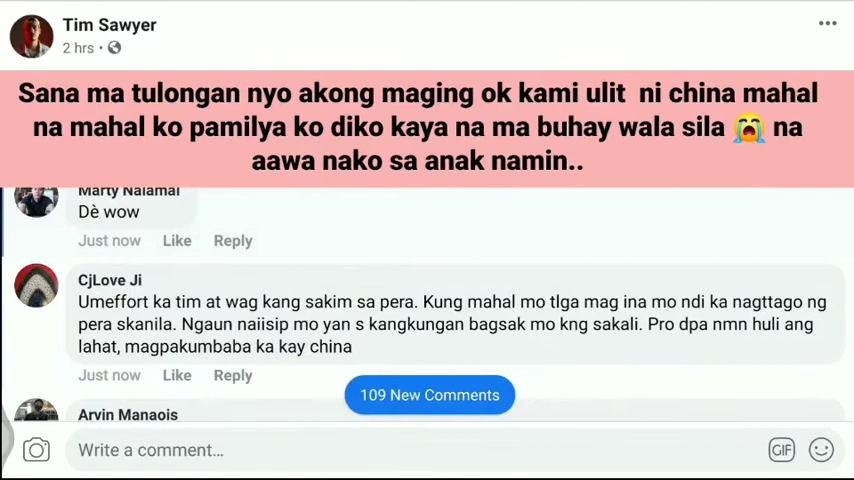 Tim Sawyer
2 hrs
Sana ma tulongan nyo akong maging ok kami ulit ni china mahal
na mahal ko pamilya ko diko kaya na ma buhay wala sila 😭 na
aawa nako sa anak namin..
Marty Nalamal
Dè wow
Just now Like Reply
CjLove Ji
Umeffort ka tim at wag kang sakim sa pera. Kung mahal mo tlga mag ina mo ndi ka nagttago ng
pera skanila. Ngaun naiisip mo yan s kangkungan bagsak mo kng sakali. Pro dpa nmn huli ang
lahat, magpakumbaba ka kay china
Just now Like Reply
109 New Comments
Arvin Manaois
Write a comment...
GIF